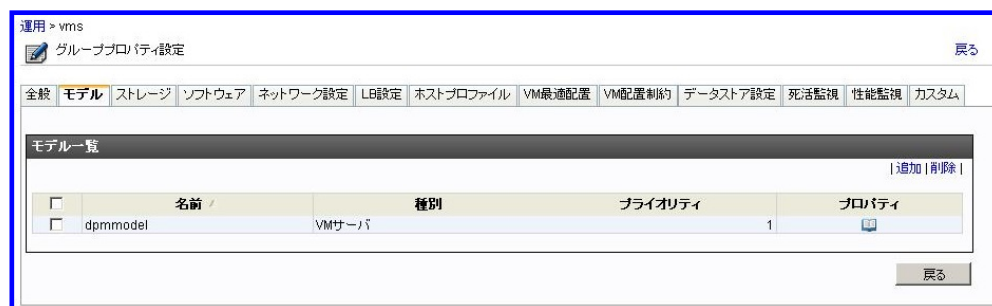 運用 > vms
グループプロパティ設定 戻る
全般 モデル ストレージ ソフトウェア ネットワーク設定 LB設定 ホストプロファイル VM最適配置 VM配置制約 データストア設定 死活監視 性能監視 カスタム
モデル一覧
| 追加 | 削除 |
名前 種別 プライオリティ プロパティ
dpmmodel VMサーバ 1
戻る